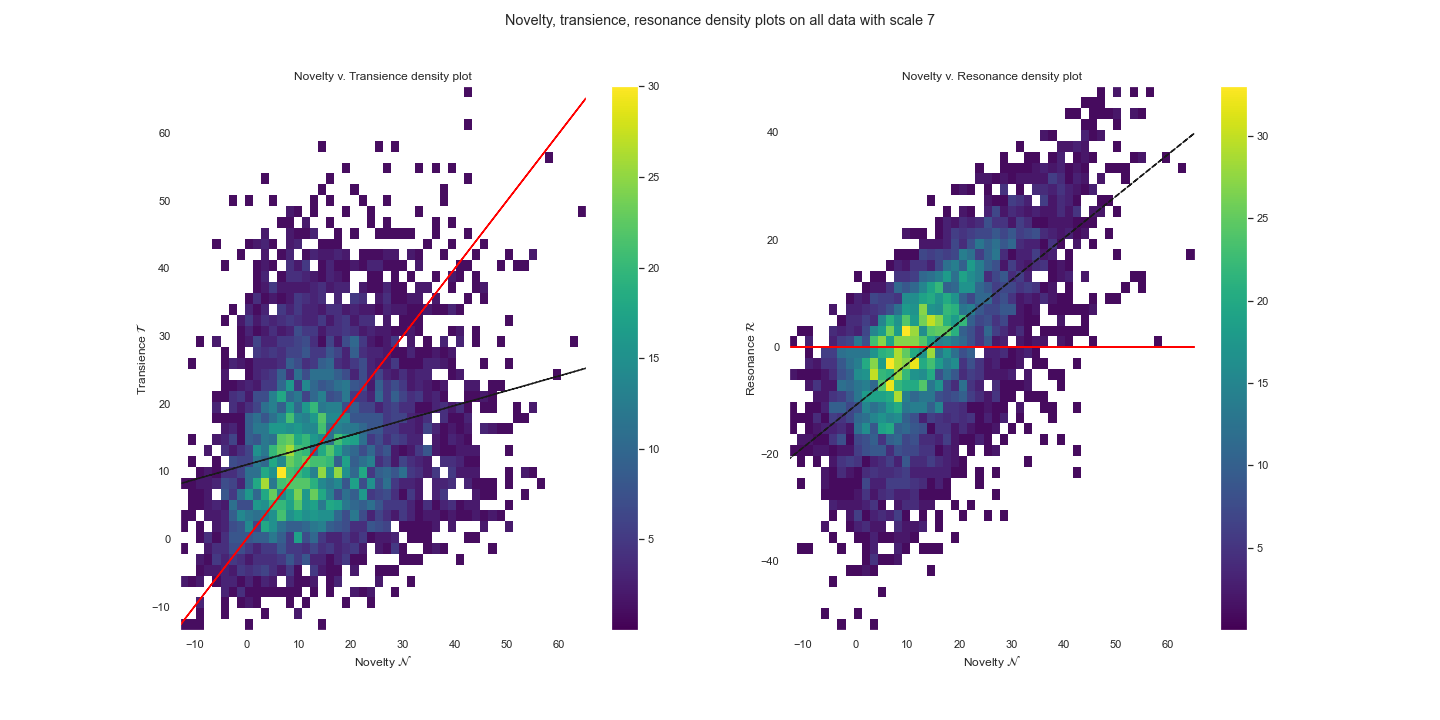 Novelty, transience, resonance density plots on all data with scale 7
Novelty v. Transience density plot
Transience 𝒯
60
50
40
30
20
10
0
−10
−10 0 10 20 30 40 50 60
Novelty 𝒩
30
25
20
15
10
5
Novelty v. Resonance density plot
Resonance ℛ
40
20
0
−20
−40
−10 0 10 20 30 40 50 60
Novelty 𝒩
30
25
20
15
10
5